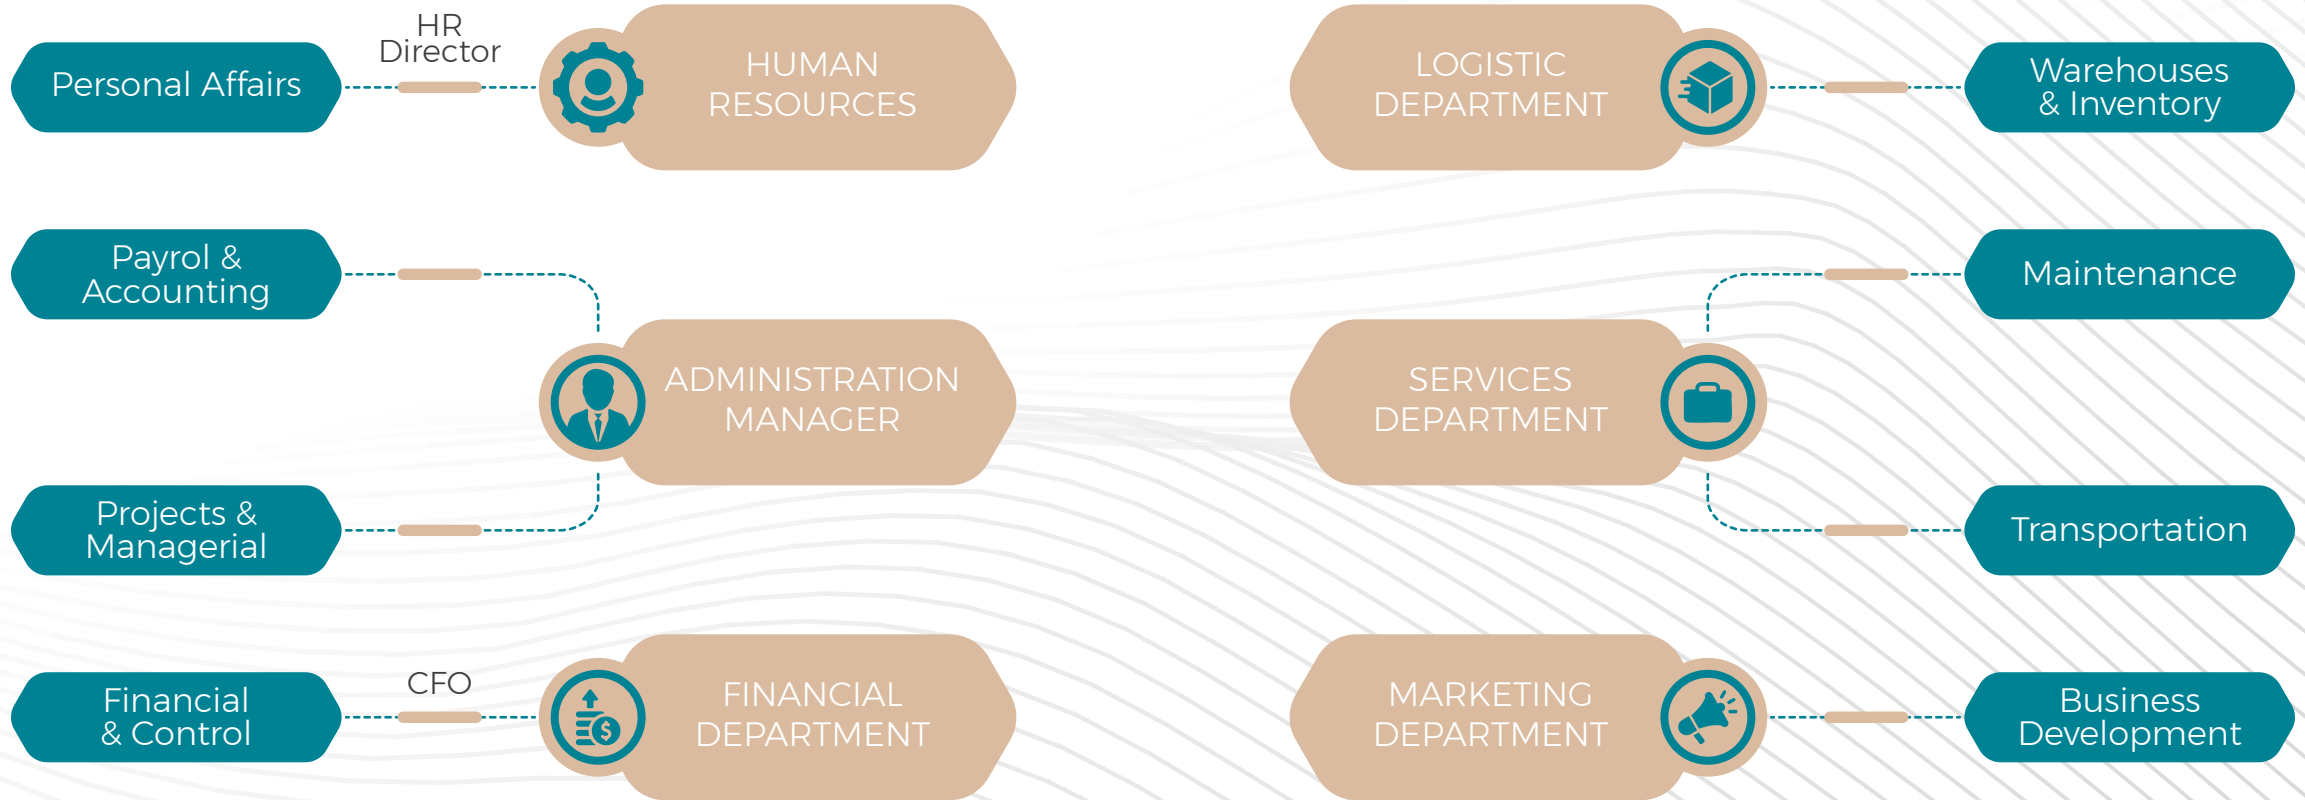 HR
Director
Personal Affairs
HUMAN
RESOURCES
LOGISTIC
DEPARTMENT
Warehouses
& Inventory
Payrol &
Accounting
Maintenance
ADMINISTRATION
MANAGER
SERVICES
DEPARTMENT
Projects &
Managerial
Transportation
CFO
Financial
& Control
FINANCIAL
DEPARTMENT
$
MARKETING
DEPARTMENT
Business
Development